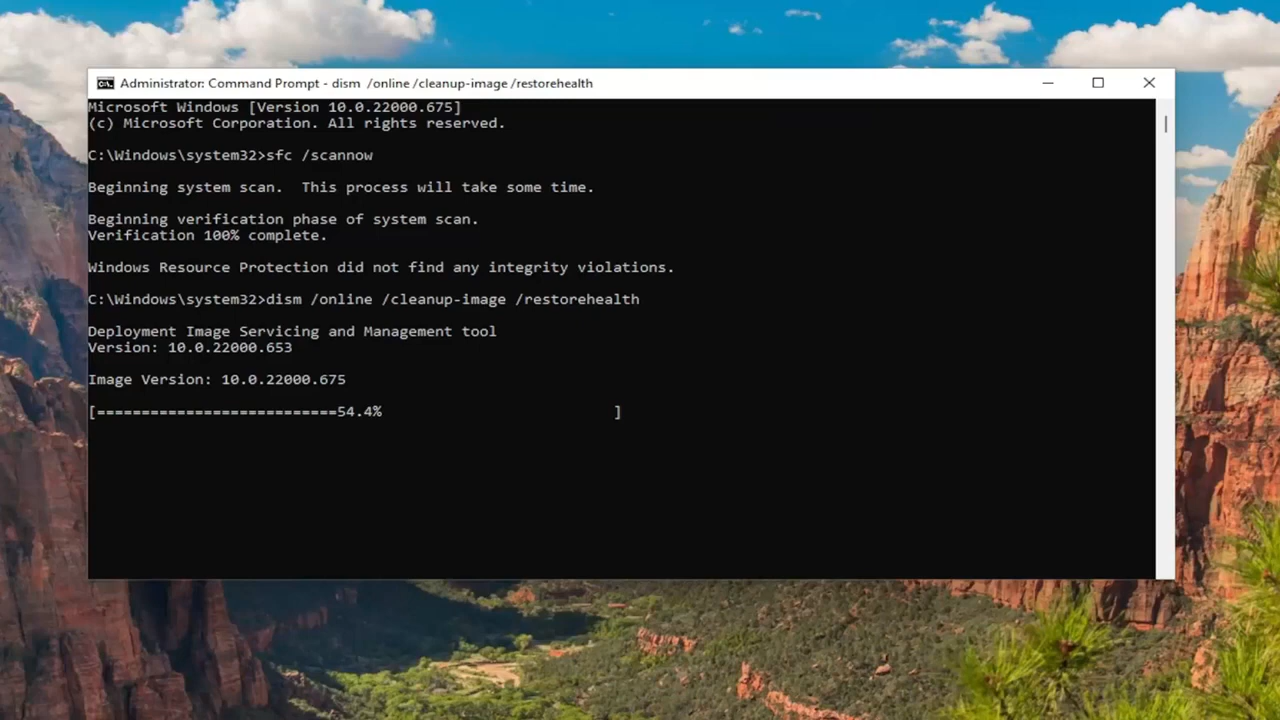 Administrator: Command Prompt - dism  /online /cleanup-image /restorehealth
Microsoft Windows [Version 10.0.22000.675]
(c) Microsoft Corporation. All rights reserved.
C:\Windows\system32>sfc /scannow
Beginning system scan.  This process will take some time.
Beginning verification phase of system scan.
Verification 100% complete.
Windows Resource Protection did not find any integrity violations.
C:\Windows\system32>dism /online /cleanup-image /restorehealth
Deployment Image Servicing and Management tool
Version: 10.0.22000.653
Image Version: 10.0.22000.675
[===========================54.4%                          ]